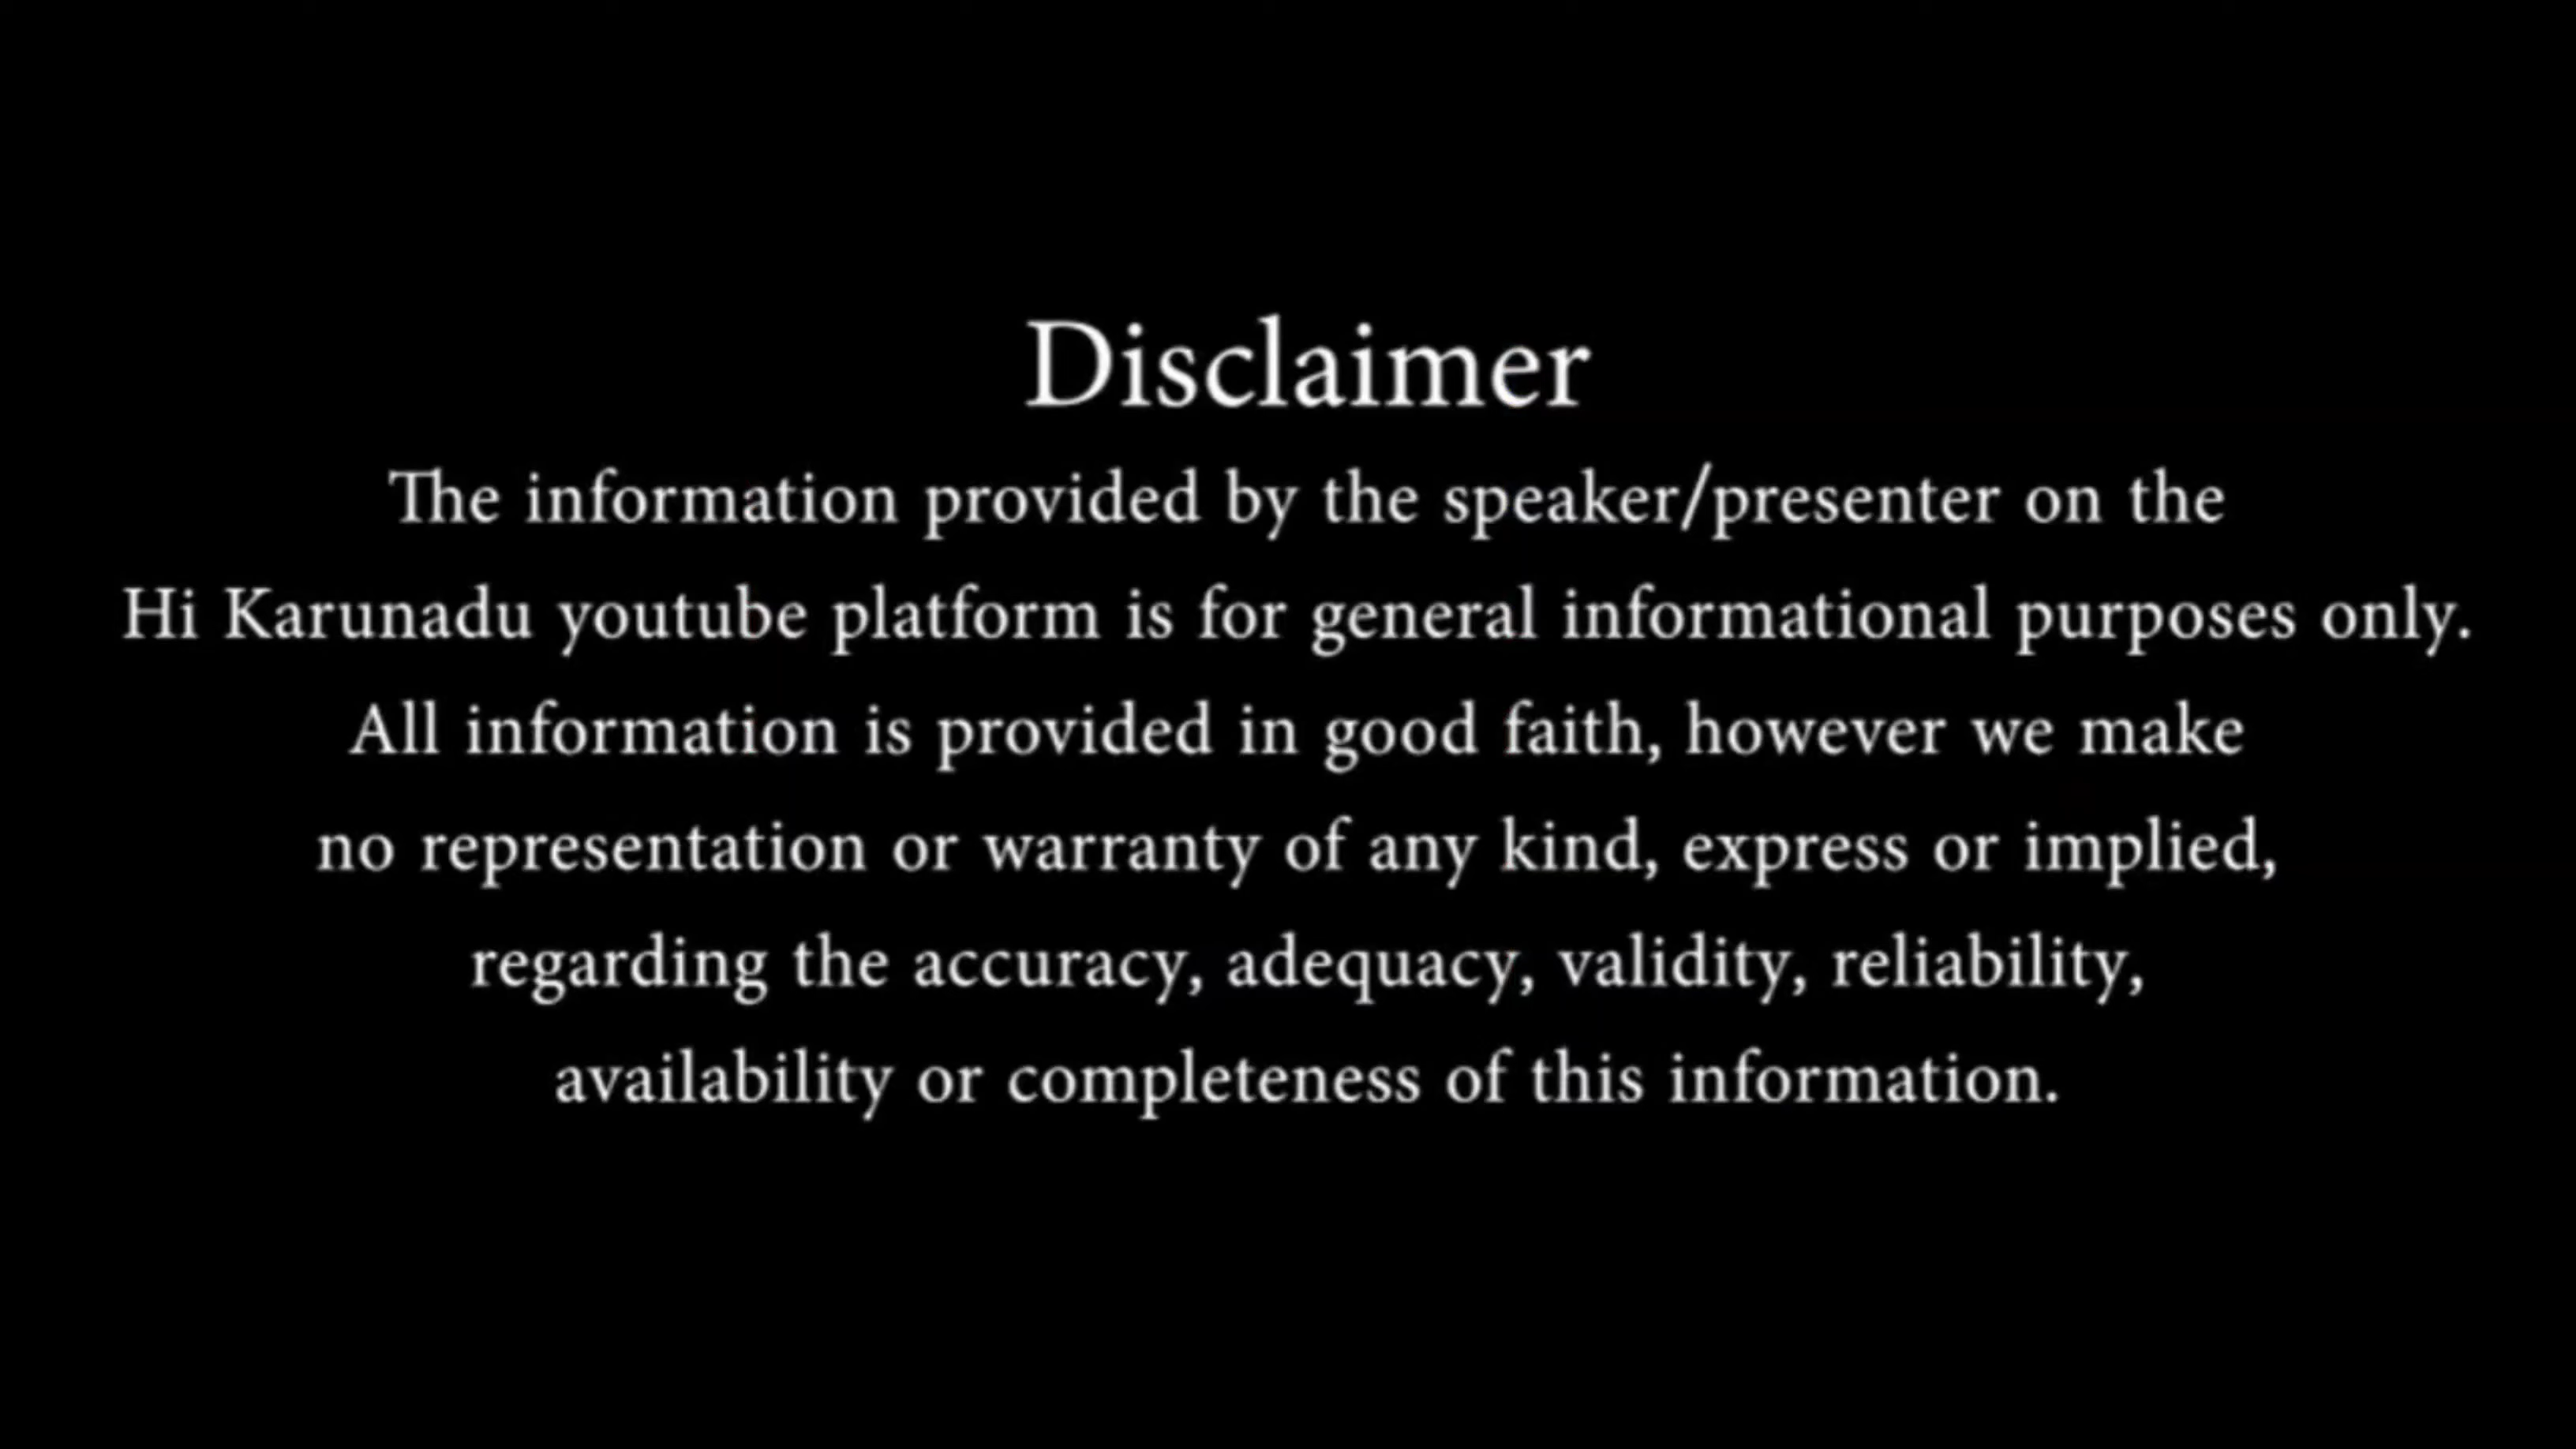 Disclaimer
The information provided by the speaker/presenter on the
Hi Karunadu youtube platform is for general informational purposes only.
All information is provided in good faith, however we make
no representation or warranty of any kind, express or implied,
regarding the accuracy, adequacy, validity, reliability,
availability or completeness of this information.